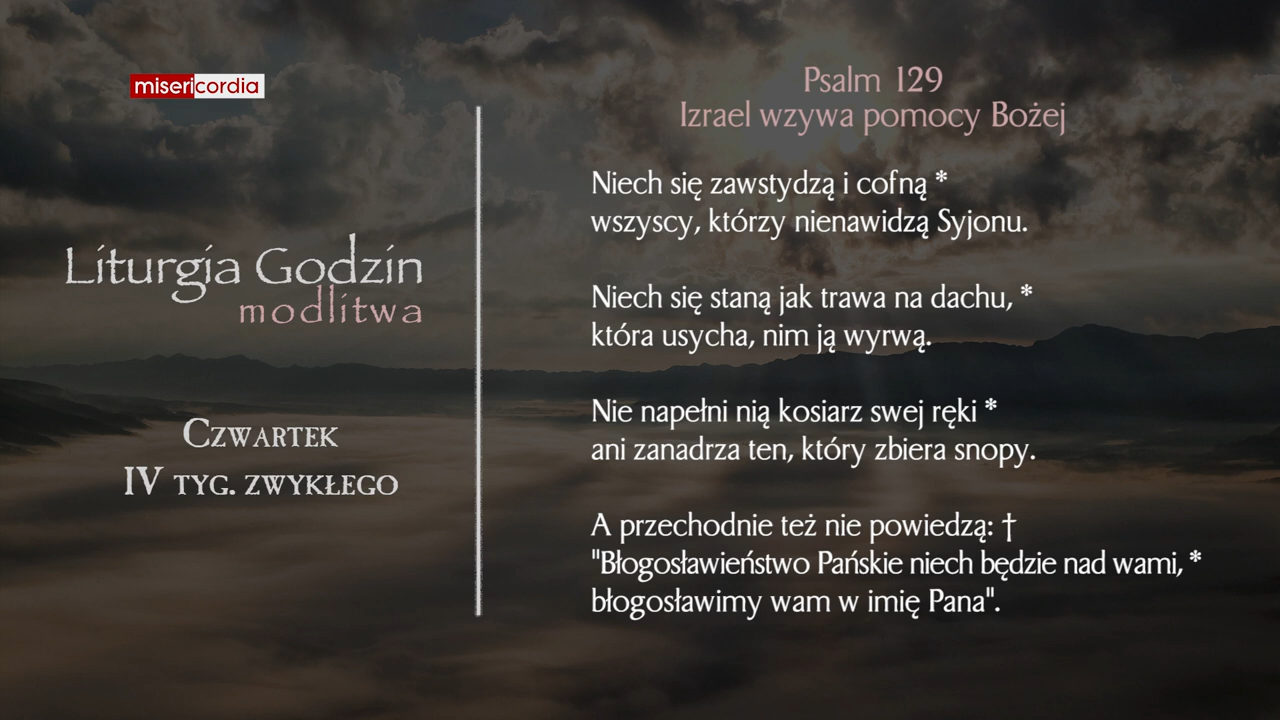 misericordia
Liturgia Godzin
modlitwa
Czwartek
IV tyg. zwykłego
Psalm 129
Izrael wzywa pomocy Bożej
Niech się zawstydzą i cofną *
wszyscy, którzy nienawidzą Syjonu.
Niech się staną jak trawa na dachu, *
która usycha, nim ją wyrwą.
Nie napełni nią kosiarz swej ręki *
ani zanadrza ten, który zbiera snopy.
A przechodnie też nie powiedzą: †
"Błogosławieństwo Pańskie niech będzie nad wami, *
błogosławimy wam w imię Pana".